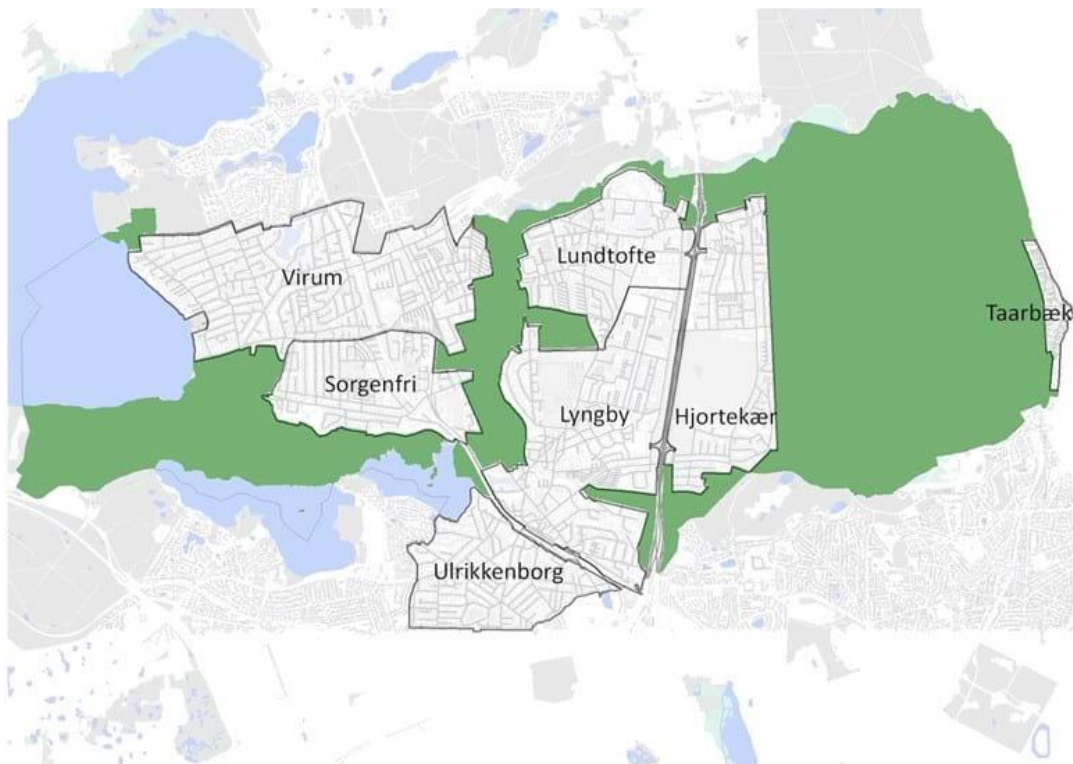 Lundtofte
Virum
Taarbæk
Sorgenfri
Lyngby
Hjortekær
Ulrikkenborg